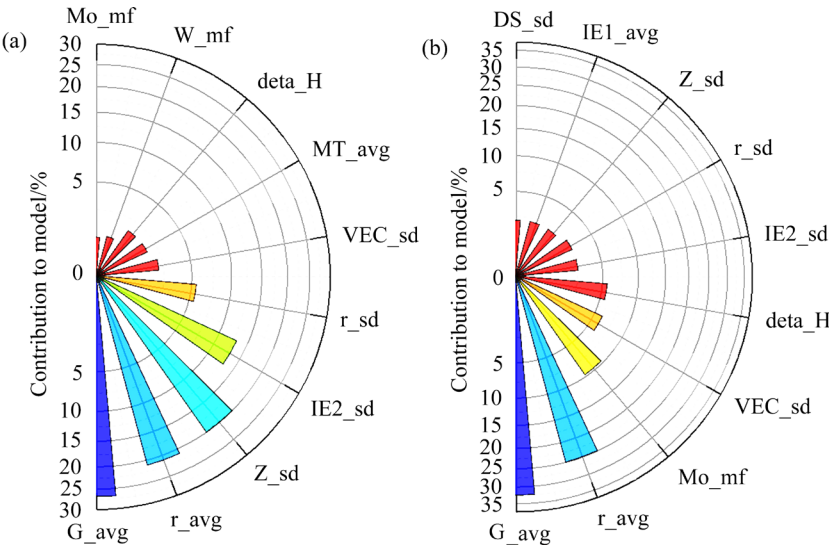 (a)
Mo_mf
W_mf
deta_H
MT_avg
VEC_sd
r_sd
IE2_sd
Z_sd
r_avg
G_avg
Contribution to model/%
30
25
20
15
10
5
0
5
10
15
20
25
30
(b)
DS_sd
IE1_avg
Z_sd
r_sd
IE2_sd
deta_H
VEC_sd
Mo_mf
r_avg
G_avg
Contribution to model/%
35
30
25
20
15
10
5
0
5
10
15
20
25
30
35